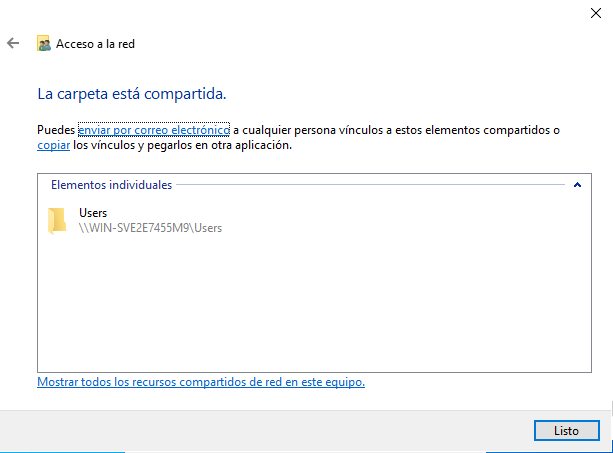 Acceso a la red
La carpeta está compartida.
Puedes enviar por correo electrónico a cualquier persona vínculos a estos elementos compartidos o
copiar los vínculos y pegarlos en otra aplicación.
Elementos individuales
Users
\\WIN-SVE2E7455M9\Users
Mostrar todos los recursos compartidos de red en este equipo.
Listo